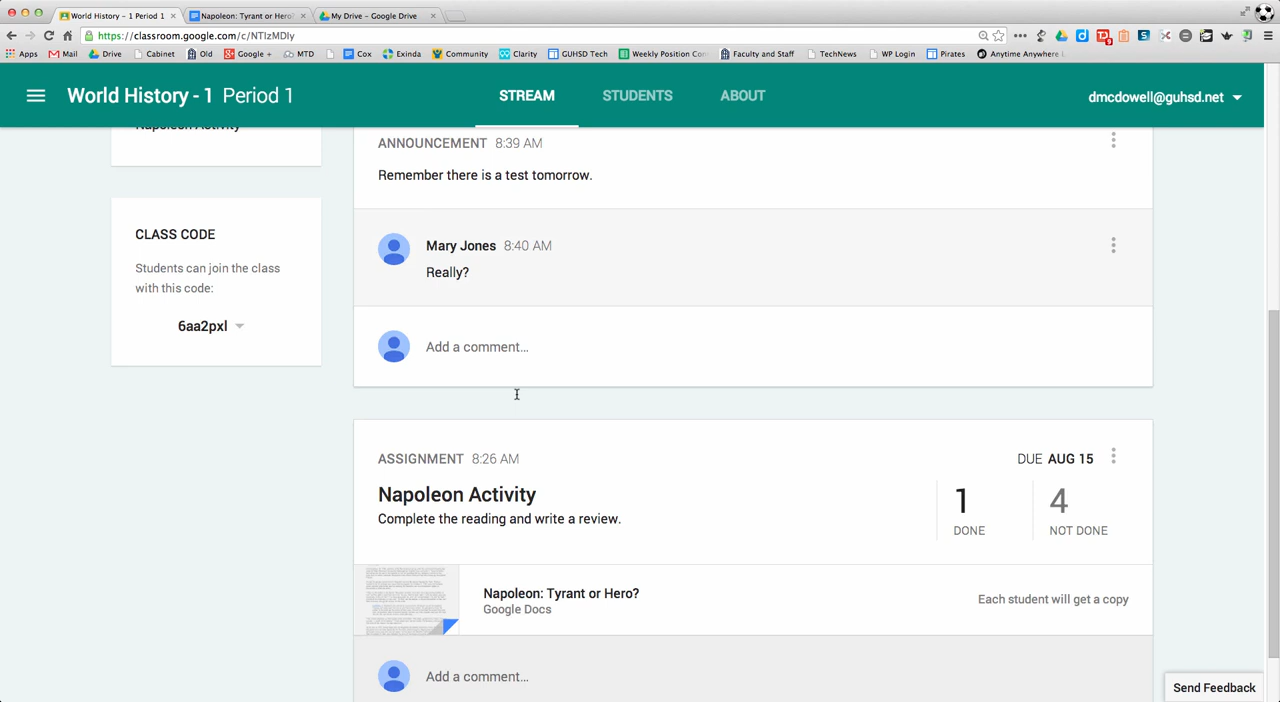 World History - 1 Period 1
Napoleon: Tyrant or Hero?
My Drive – Google Drive
https://classroom.google.com/c/NTIzMDIy
Apps Mail Drive Cabinet Old Google + MTD Cox Exinda Community Clarity GUHSD Tech Weekly Position Con Faculty and Staff TechNews WP Login Pirates Anytime Anywhere
World History - 1 Period 1
STREAM STUDENTS ABOUT
dmcdowell@guhsd.net
Napoleon Activity
CLASS CODE
Students can join the class
with this code:
6aa2pxl
ANNOUNCEMENT 8:39 AM
Remember there is a test tomorrow.
Mary Jones 8:40 AM
Really?
Add a comment...
ASSIGNMENT 8:26 AM
DUE AUG 15
Napoleon Activity
Complete the reading and write a review.
1
DONE
4
NOT DONE
Napoleon: Tyrant or Hero?
Google Docs
Each student will get a copy
Add a comment...
Send Feedback